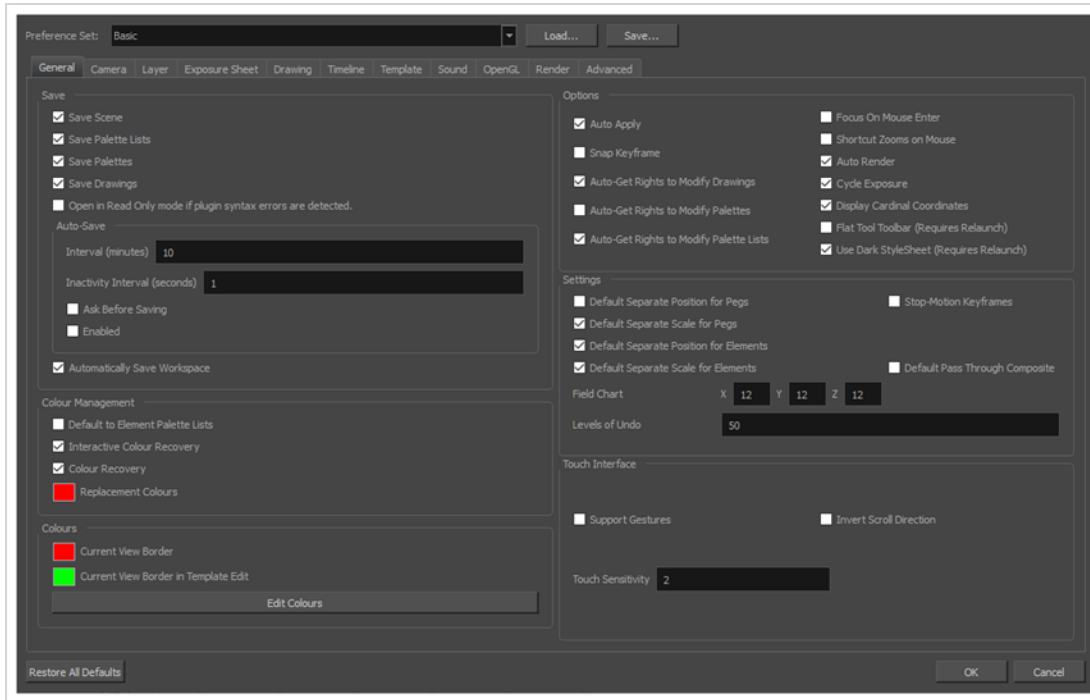 Preference Set: Basic Load... Save...
General Camera Layer Exposure Sheet Drawing Timeline Template Sound OpenGL Render Advanced
Save
Save Scene
Save Palette Lists
Save Palettes
Save Drawings
Open in Read Only mode if plugin syntax errors are detected.
Auto-Save
Interval (minutes) 10
Inactivity Interval (seconds) 1
Ask Before Saving
Enabled
Automatically Save Workspace
Colour Management
Default to Element Palette Lists
Interactive Colour Recovery
Colour Recovery
Replacement Colours
Colours
Current View Border
Current View Border in Template Edit
Edit Colours
Options
Auto Apply
Snap Keyframe
Auto-Get Rights to Modify Drawings
Auto-Get Rights to Modify Palettes
Auto-Get Rights to Modify Palette Lists
Focus On Mouse Enter
Shortcut Zooms on Mouse
Auto Render
Cycle Exposure
Display Cardinal Coordinates
Flat Tool Toolbar (Requires Relaunch)
Use Dark StyleSheet (Requires Relaunch)
Settings
Default Separate Position for Pegs Stop-Motion Keyframes
Default Separate Scale for Pegs
Default Separate Position for Elements
Default Separate Scale for Elements Default Pass Through Composite
Field Chart X 12 Y 12 Z 12
Levels of Undo 50
Touch Interface
Support Gestures Invert Scroll Direction
Touch Sensitivity 2
Restore All Defaults OK Cancel